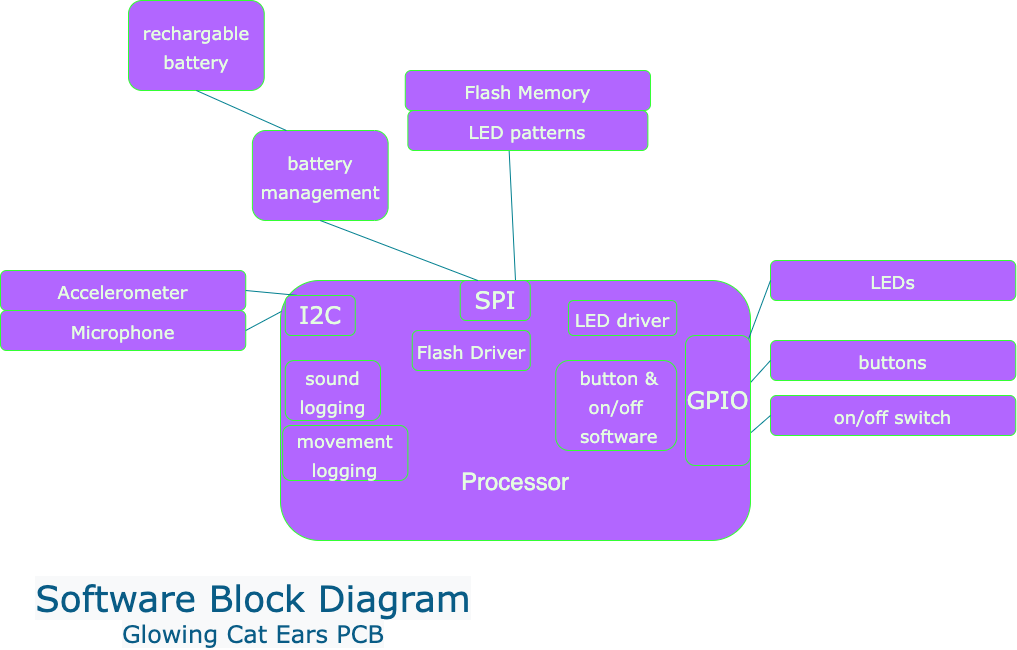 rechargable
battery
Flash Memory
LED patterns
battery
management
Accelerometer
Microphone
I2C
SPI
LED driver
Flash Driver
sound
logging
movement
logging
button &
on/off
software
GPIO
Processor
LEDs
buttons
on/off switch
Software Block Diagram
Glowing Cat Ears PCB